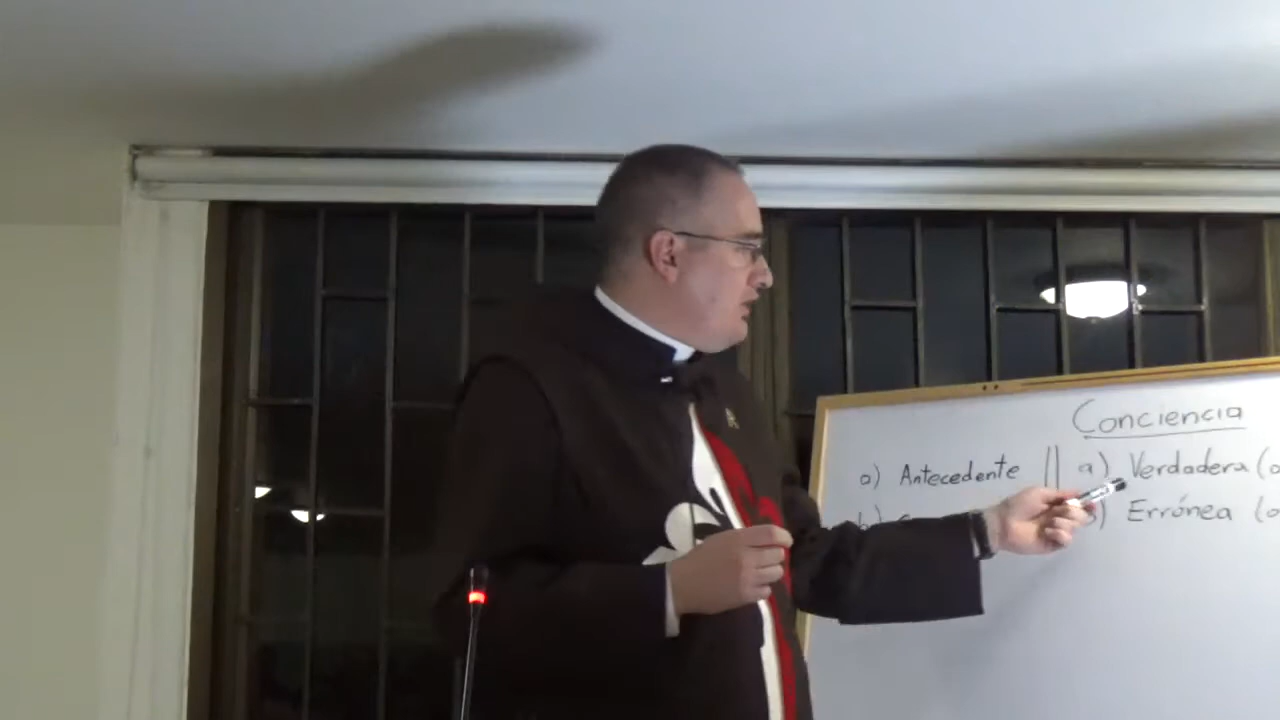 Conciencia
a) Antecedente || a) Verdadera (o
b) Errónea (o